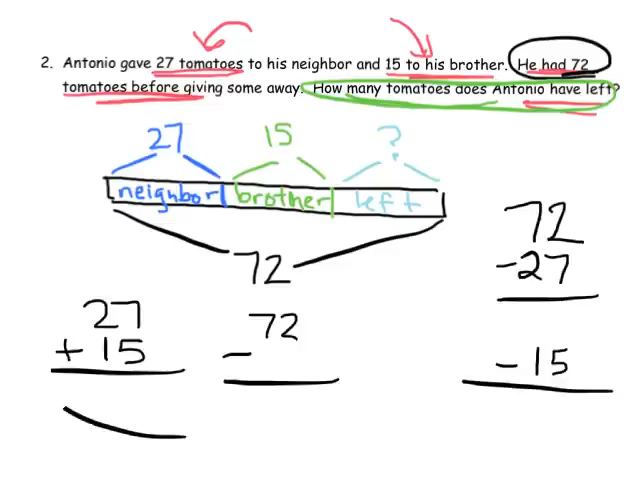 2. Antonio gave 27 tomatoes to his neighbor and 15 to his brother. He had 72
tomatoes before giving some away. How many tomatoes does Antonio have left?
27 15 ?
neighbor brother left
72
27
+ 15
72
-
72
- 27
- 15